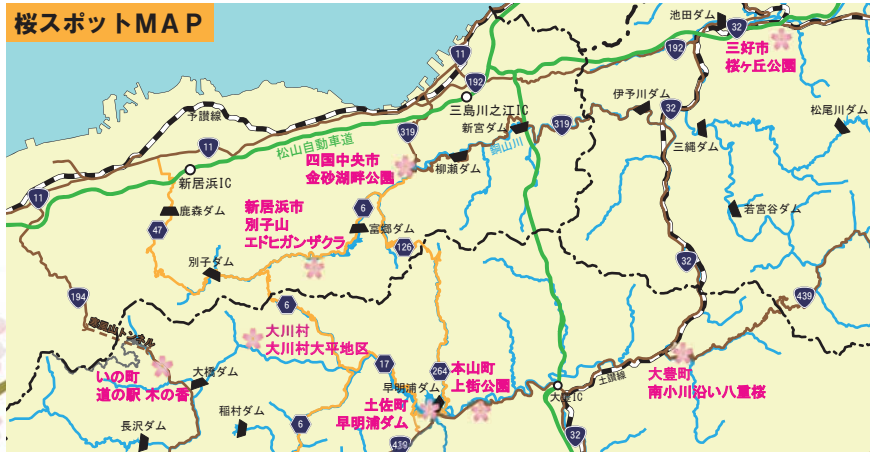 桜スポットMAP
池田ダム
32
三好市
桜ヶ丘公園
192
11
192
三島川之江IC
伊予川ダム
松尾川ダム
予讃線
新宮ダム
319
32
319
三縄ダム
11
松山自動車道
銅山川
四国中央市
金砂湖畔公園
柳瀬ダム
新居浜IC
11
鹿森ダム
新居浜市
別子山
エドヒガンザクラ
6
若宮谷ダム
47
富郷ダム
126
別子ダム
32
194
439
6
大川村
大川村大平地区
いの町
道の駅 木の香
大橋ダム
17
264
本山町
上街公園
大豊町
南小川沿い八重桜
土讃線
早明浦ダム
大豊IC
土佐町
早明浦ダム
稲村ダム
6
長沢ダム
439
32